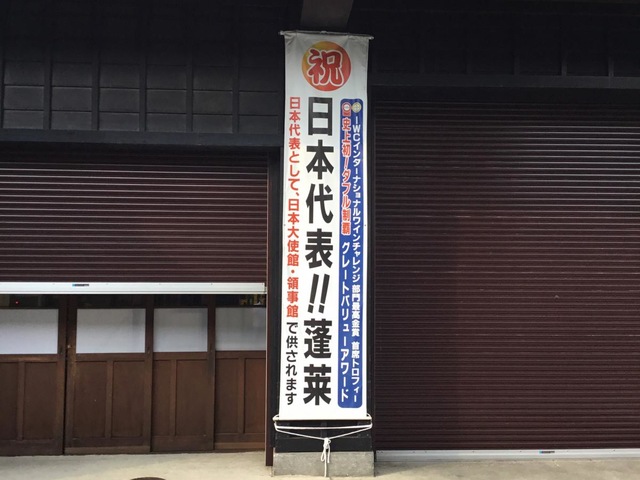 祝
IWCインターナショナルワインチャレンジ 部門最高金賞 首席トロフィー
史上初!ダブル制覇 グレートバリューアワード
日本代表!!蓬莱
日本代表として、日本大使館・領事館で供されます